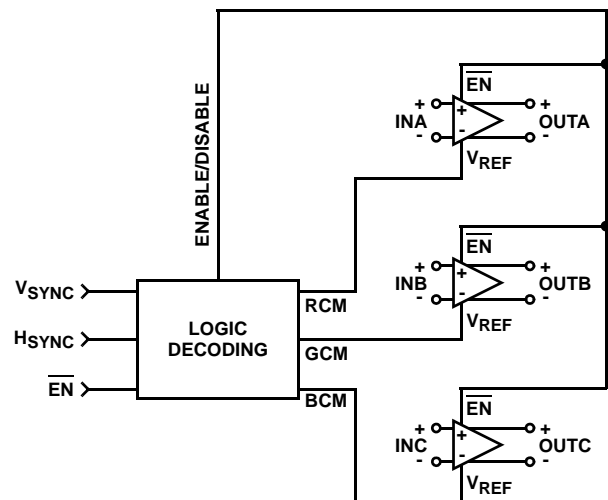 ENABLE/DISABLE
EN
+
+
INA
+
-
OUTA
-
-
VREF
EN
+
+
INB
+
-
OUTB
-
-
VREF
VSYNC
HSYNC
EN
LOGIC
DECODING
RCM
GCM
BCM
EN
+
+
INC
+
-
OUTC
-
-
VREF